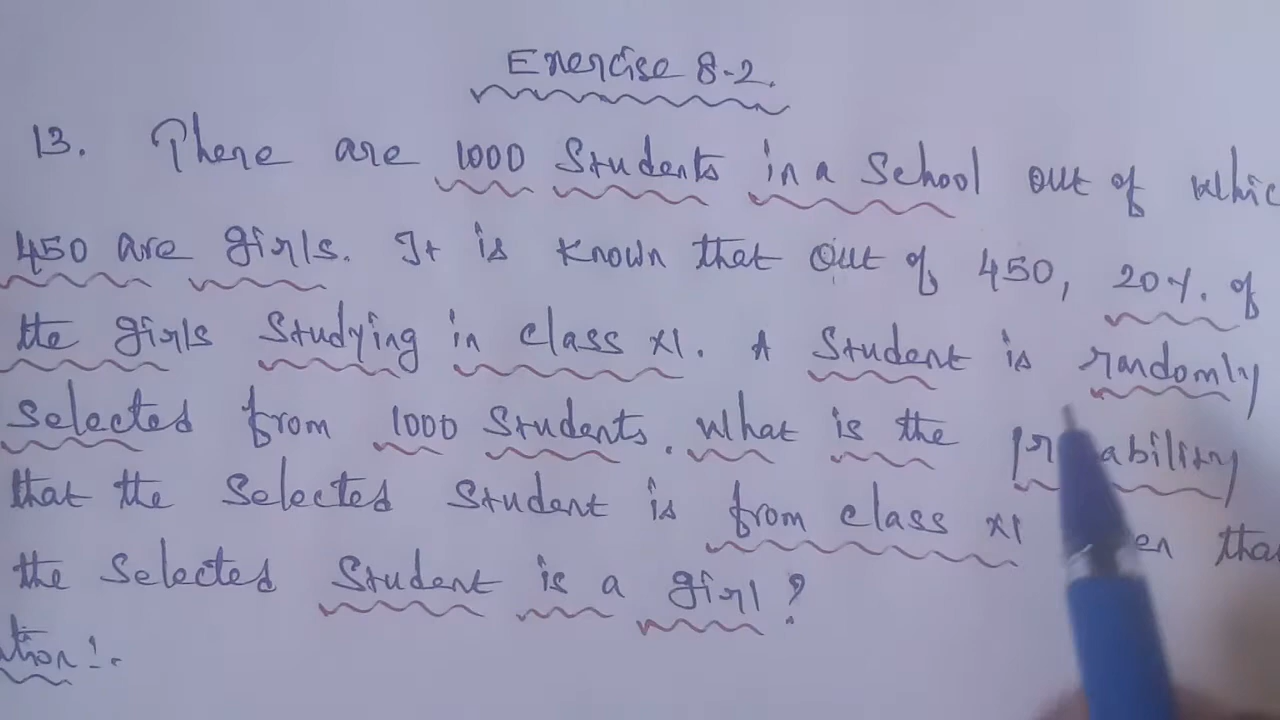 Exercise 8-2.
13. There are 1000 Students in a School out of whic
450 are girls. It is known that out of 450, 20%. of
the girls Studying in class XI. A Student is randomly
Selected from 1000 Students. What is the
that the Selected Student is from class XI tha
the Selected Student is a girl?
tion:-